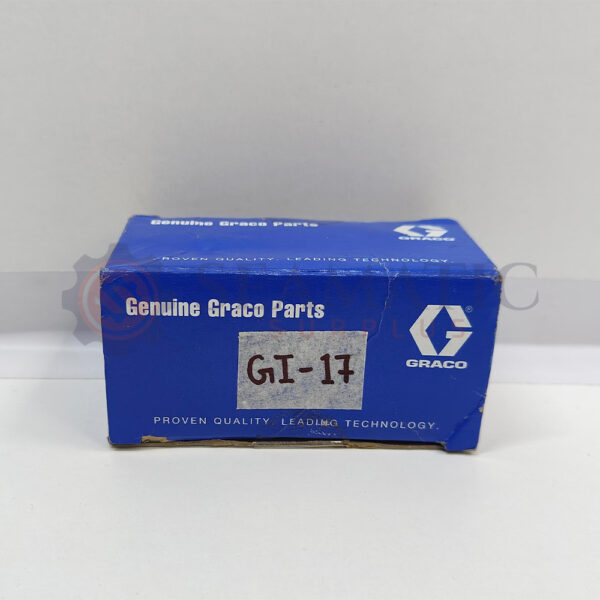 Genuine Graco Parts
GRACO
PROVEN QUALITY. LEADING TECHNOLOGY.
Genuine Graco Parts
GRACO
GI-17
PROVEN QUALITY. LEADING TECHNOLOGY.